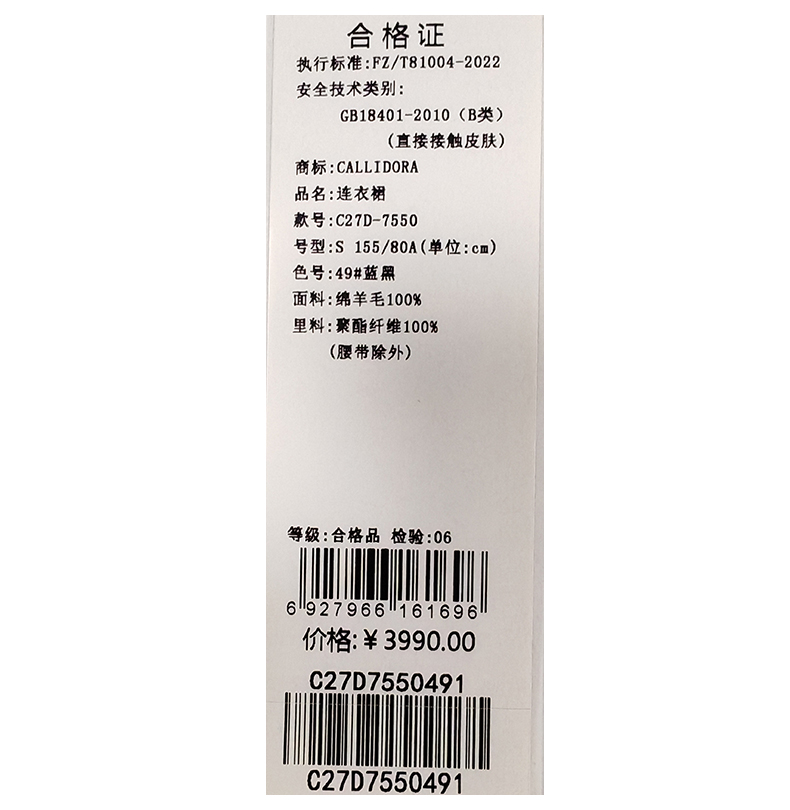 合格证
执行标准:FZ/T81004-2022
安全技术类别:
GB18401-2010（B类）
(直接接触皮肤)
商标:CALLIDORA
品名:连衣裙
款号:C27D-7550
号型:S 155/80A(单位:cm)
色号:49#蓝黑
面料:绵羊毛100%
里料:聚酯纤维100%
(腰带除外)
等级:合格品 检验:06
6 927966 161696
价格:￥3990.00
C27D7550491
C27D7550491